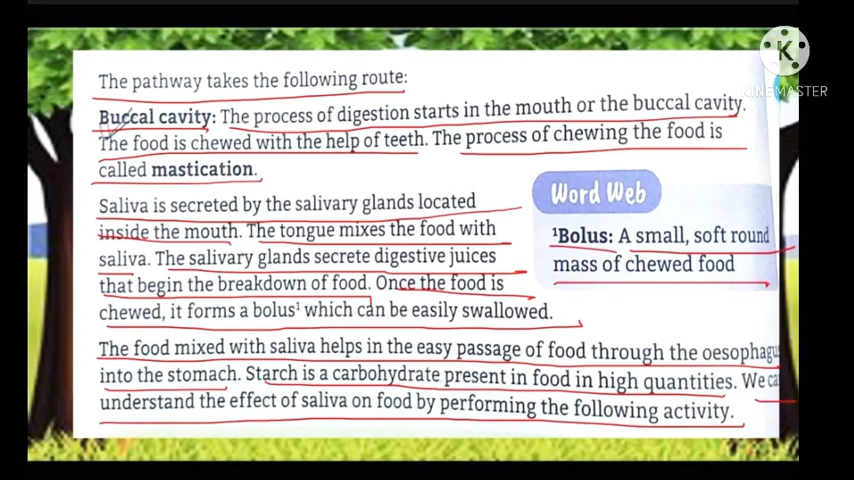 The pathway takes the following route:
Buccal cavity: The process of digestion starts in the mouth or the buccal cavity.
The food is chewed with the help of teeth. The process of chewing the food is
called mastication.
Saliva is secreted by the salivary glands located
inside the mouth. The tongue mixes the food with
saliva. The salivary glands secrete digestive juices
that begin the breakdown of food. Once the food is
chewed, it forms a bolus¹ which can be easily swallowed.
Word Web
¹Bolus: A small, soft round
mass of chewed food
The food mixed with saliva helps in the easy passage of food through the oesophagus
into the stomach. Starch is a carbohydrate present in food in high quantities. We can
understand the effect of saliva on food by performing the following activity.
K
KINEMASTER